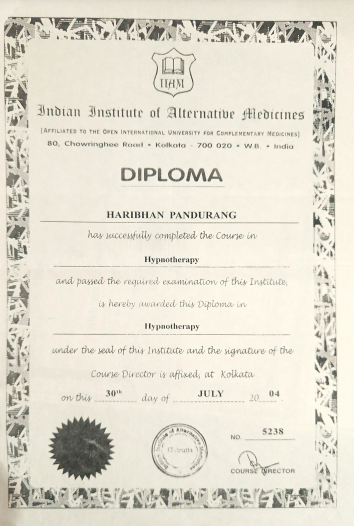 IIAM
Indian Institute of Alternative Medicines
[AFFILIATED TO THE OPEN INTERNATIONAL UNIVERSITY FOR COMPLEMENTARY MEDICINES]
80, Chowringhee Road • Kolkata - 700 020 • W.B. • India
DIPLOMA
HARIBHAN PANDURANG
has successfully completed the Course in
Hypnotherapy
and passed the required examination of this Institute,
is hereby awarded this Diploma in
Hypnotherapy
under the seal of this Institute and the signature of the
Course Director is affixed, at Kolkata
on this 30th day of JULY 20 04
NO. 5238
Institute of Alternative
COURSE DIRECTOR